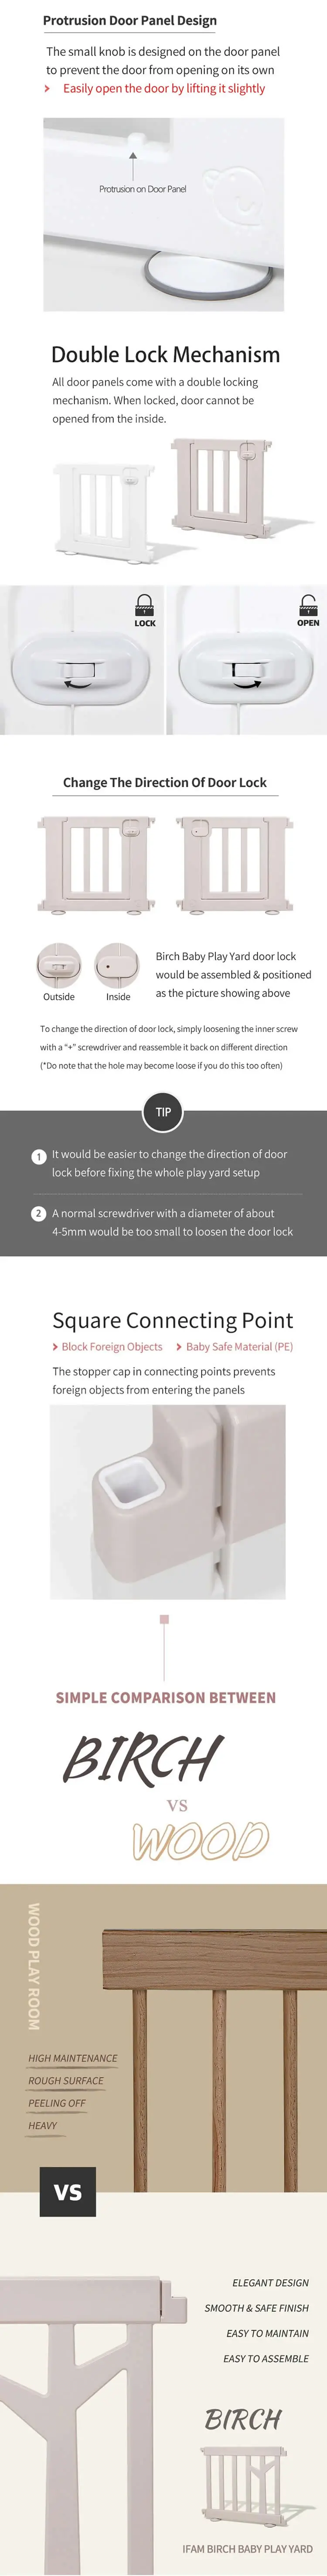 Protrusion Door Panel Design
The small knob is designed on the door panel
to prevent the door from opening on its own
Easily open the door by lifting it slightly
Protrusion on Door Panel
Double Lock Mechanism
All door panels come with a double locking
mechanism. When locked, door cannot be
opened from the inside.
LOCK
OPEN
Change The Direction Of Door Lock
Outside
Inside
Birch Baby Play Yard door lock
would be assembled & positioned
as the picture showing above
To change the direction of door lock, simply loosening the inner screw
with a "+" screwdriver and reassemble it back on different direction
(*Do note that the hole may become loose if you do this too often)
TIP
1 It would be easier to change the direction of door
lock before fixing the whole play yard setup
2 A normal screwdriver with a diameter of about
4-5mm would be too small to loosen the door lock
Square Connecting Point
Block Foreign Objects
Baby Safe Material (PE)
The stopper cap in connecting points prevents
foreign objects from entering the panels
SIMPLE COMPARISON BETWEEN
BIRCH
VS
WOOD
WOOD PLAY ROOM
HIGH MAINTENANCE
ROUGH SURFACE
PEELING OFF
HEAVY
VS
ELEGANT DESIGN
SMOOTH & SAFE FINISH
EASY TO MAINTAIN
EASY TO ASSEMBLE
BIRCH
IFAM BIRCH BABY PLAY YARD